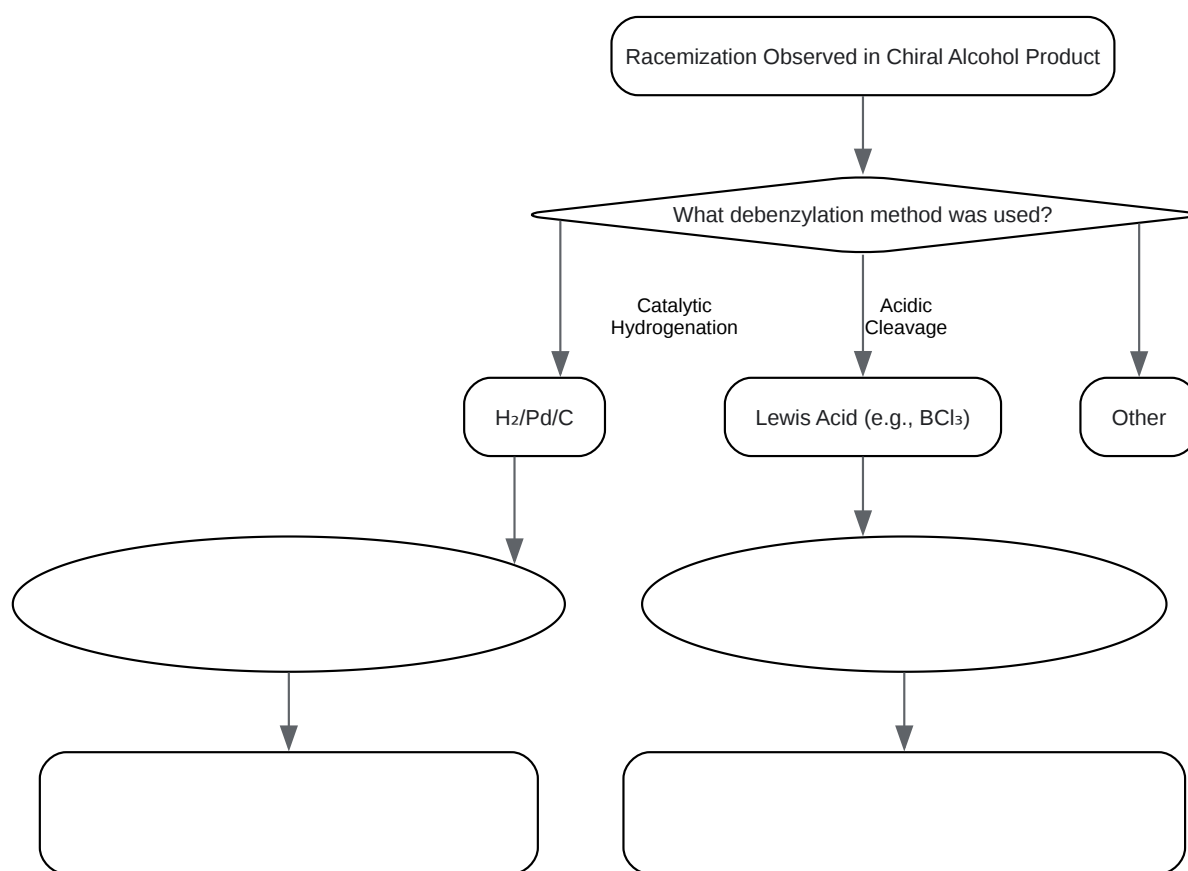 Racemization Observed in Chiral Alcohol Product
What debenzylation method was used?
Catalytic
Hydrogenation
Acidic
Cleavage
H₂/Pd/C
Lewis Acid (e.g., BCl₃)
Other